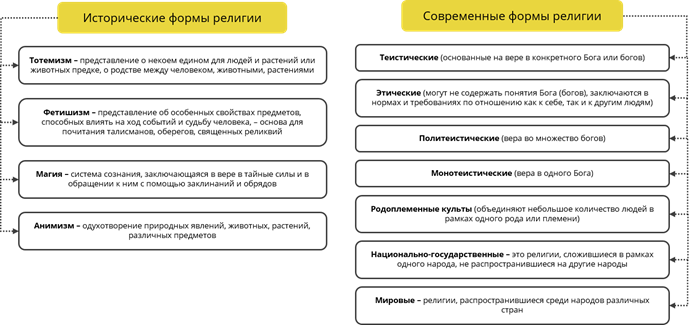 Исторические формы религии
Тотемизм – представление о некоем едином для людей и растений или
животных предке, о родстве между человеком, животными, растениями
Фетишизм – представление об особенных свойствах предметов,
способных влиять на ход событий и судьбу человека, – основа для
почитания талисманов, оберегов, священных реликвий
Магия – система сознания, заключающаяся в вере в тайные силы и в
обращении к ним с помощью заклинаний и обрядов
Анимизм – одухотворение природных явлений, животных, растений,
различных предметов
Современные формы религии
Теистические (основанные на вере в конкретного Бога или богов)
Этические (могут не содержать понятия Бога (богов), заключаются в
нормах и требованиях по отношению как к себе, так и к другим людям)
Политеистические (вера во множество богов)
Монотеистические (вера в одного Бога)
Родоплеменные культы (объединяют небольшое количество людей в
рамках одного рода или племени)
Национально-государственные – это религии, сложившиеся в рамках
одного народа, не распространившиеся на другие народы
Мировые – религии, распространившиеся среди народов различных
стран